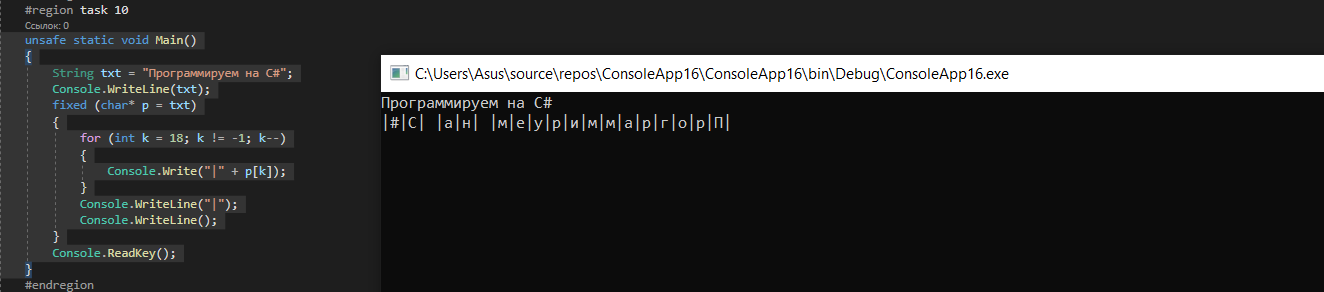 #region task 10
Ссылок: 0
unsafe static void Main()
{
String txt = "Программируем на C#";
Console.WriteLine(txt);
fixed (char* p = txt)
{
for (int k = 18; k != -1; k--)
{
Console.Write("|" + p[k]);
}
Console.WriteLine("|");
Console.WriteLine();
}
Console.ReadKey();
}
#endregion
C:\Users\Asus\source\repos\ConsoleApp16\ConsoleApp16\bin\Debug\ConsoleApp16.exe
Программируем на C#
|#|C| |а|н| |м|е|у|р|и|м|м|а|р|г|о|р|П|